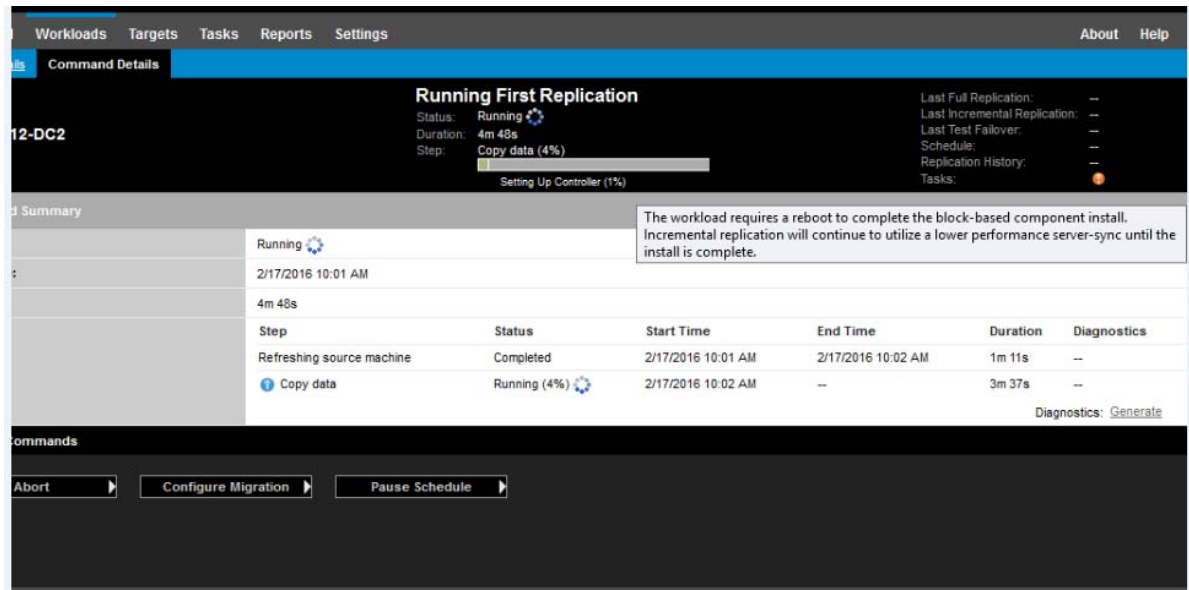 Workloads Targets Tasks Reports Settings About Help
ils Command Details
Running First Replication
Status: Running
Duration: 4m 48s
Step: Copy data (4%)
Setting Up Controller (1%)
12-DC2
Last Full Replication: --
Last Incremental Replication: --
Last Test Failover: --
Schedule: --
Replication History: --
Tasks:
d Summary
The workload requires a reboot to complete the block-based component install.
Incremental replication will continue to utilize a lower performance server-sync until the
install is complete.
Running
: 2/17/2016 10:01 AM
4m 48s
Step Status Start Time End Time Duration Diagnostics
Refreshing source machine Completed 2/17/2016 10:01 AM 2/17/2016 10:02 AM 1m 11s --
Copy data Running (4%) 2/17/2016 10:02 AM -- 3m 37s --
Diagnostics: Generate
Commands
Abort Configure Migration Pause Schedule